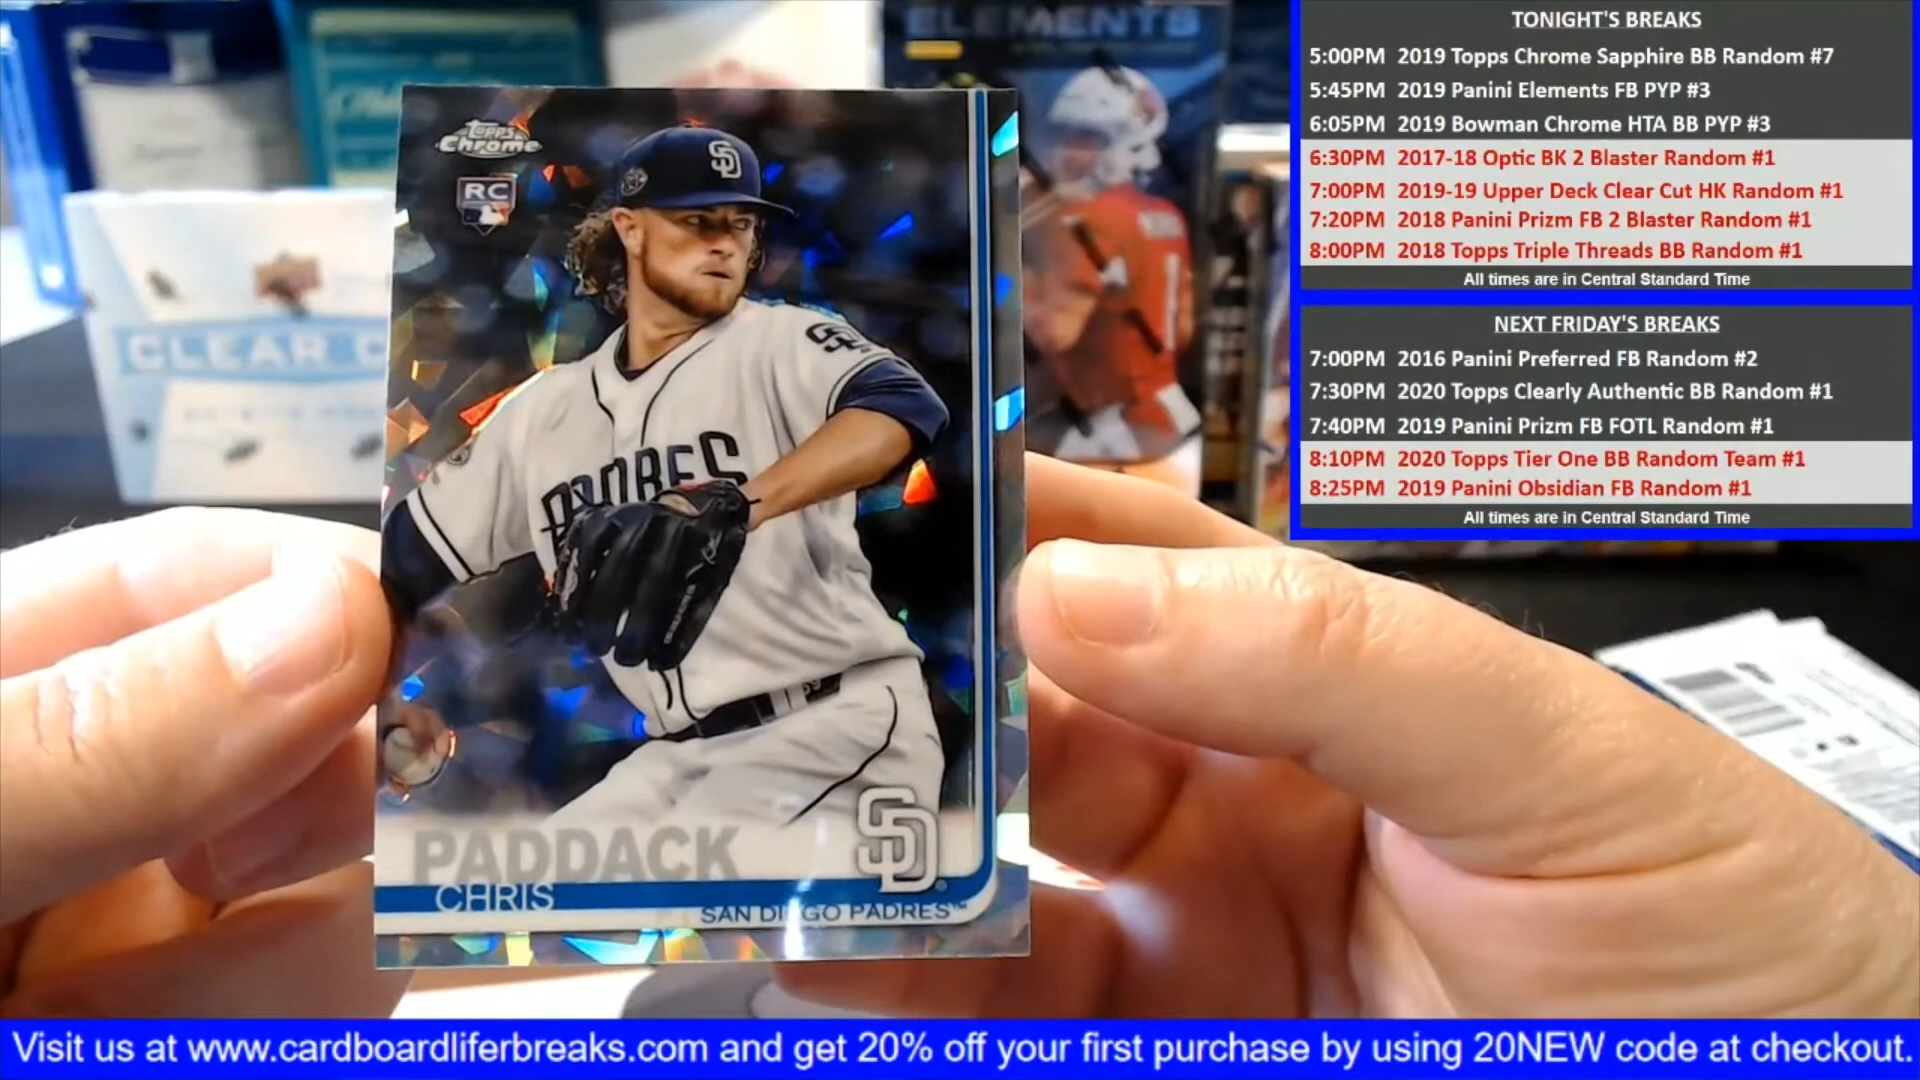 ELEMENTS
TONIGHT'S BREAKS
5:00PM 2019 Topps Chrome Sapphire BB Random #7
5:45PM 2019 Panini Elements FB PYP #3
6:05PM 2019 Bowman Chrome HTA BB PYP #3
6:30PM 2017-18 Optic BK 2 Blaster Random #1
7:00PM 2019-19 Upper Deck Clear Cut HK Random #1
7:20PM 2018 Panini Prizm FB 2 Blaster Random #1
8:00PM 2018 Topps Triple Threads BB Random #1
All times are in Central Standard Time
NEXT FRIDAY'S BREAKS
7:00PM 2016 Panini Preferred FB Random #2
7:30PM 2020 Topps Clearly Authentic BB Random #1
7:40PM 2019 Panini Prizm FB FOTL Random #1
8:10PM 2020 Topps Tier One BB Random Team #1
8:25PM 2019 Panini Obsidian FB Random #1
All times are in Central Standard Time
Topps
Chrome
RC
SD
SD
CLEAR C
PADRES
SD
PADDACK
CHRIS
SAN DIEGO PADRES™
Visit us at www.cardboardliferbreaks.com and get 20% off your first purchase by using 20NEW code at checkout.